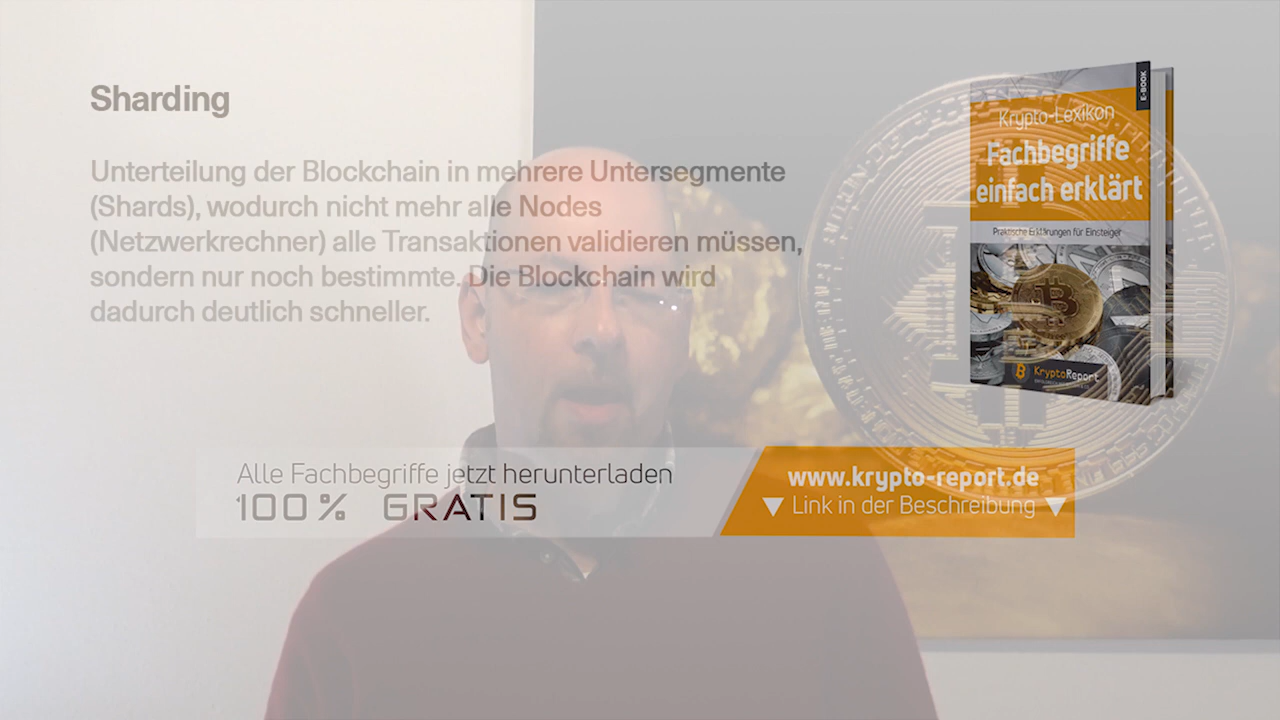 Sharding
Unterteilung der Blockchain in mehrere Untersegmente
(Shards), wodurch nicht mehr alle Nodes
(Netzwerkrechner) alle Transaktionen validieren müssen,
sondern nur noch bestimmte. Die Blockchain wird
dadurch deutlich schneller.
E-BOOK
Krypto-Lexikon
Fachbegriffe
einfach erklärt
Praktische Erklärungen für Einsteiger
KryptoReport
Alle Fachbegriffe jetzt herunterladen
100% GRATIS
www.krypto-report.de
▼ Link in der Beschreibung ▼